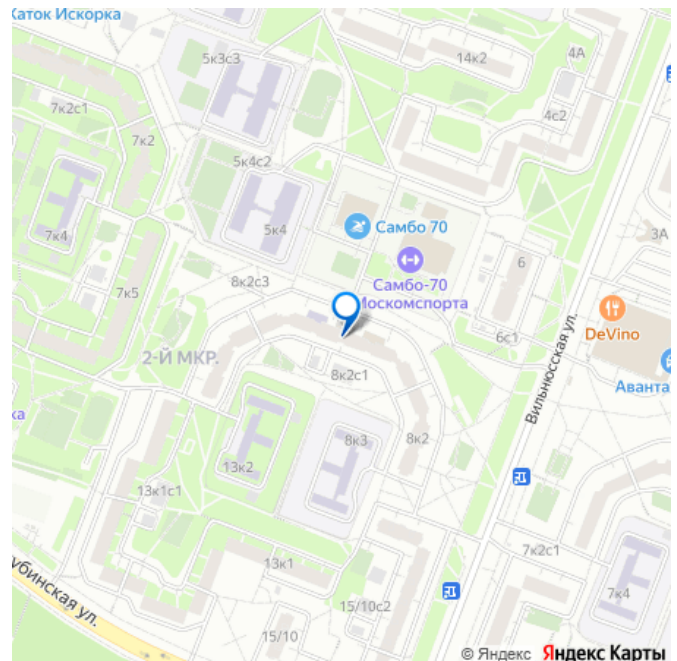 Каток Искорка
5к3с3
14к2
4А
7к2с1
4с2
7к2
5к4с2
7к4
5к4
Самбо 70
3А
6
8к2с3
Самбо-70
Москомспорта
7к5
DeVino
6с1
2-Й МКР.
Вильнюсская ул.
Аванта
8к2с1
ка
8к3
8к2
13к2
13к1с1
7к2с1
13к1
убинская ул.
7к4
15/10с2
15/10
© Яндекс Яндекс Карты